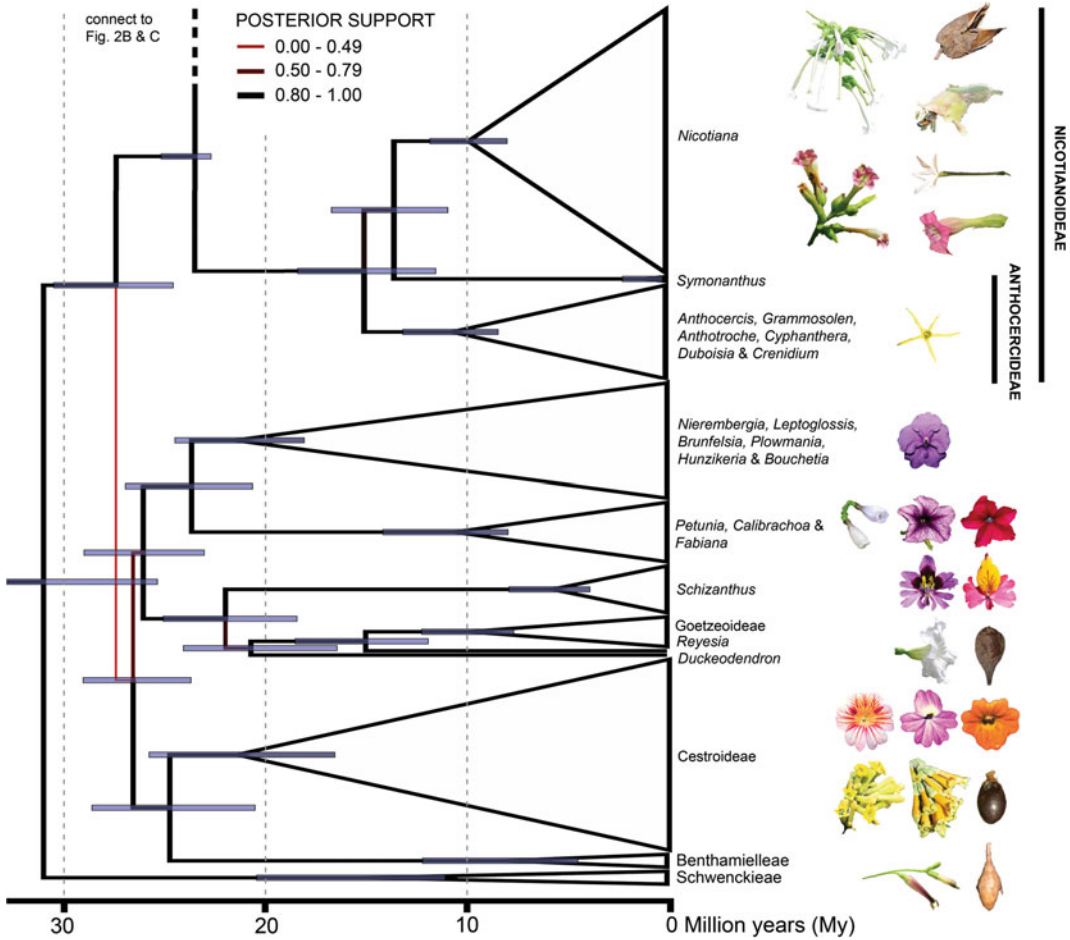 connect to
Fig. 2B & C
POSTERIOR SUPPORT
0.00 - 0.49
0.50 - 0.79
0.80 - 1.00
Nicotiana
Symonanthus
Anthocercis, Grammosolen,
Anthotroche, Cyphanthera,
Duboisia & Crenidium
NICOTIANOIDEAE
ANTHOCERCIDEAE
Nierembergia, Leptoglossis,
Brunfelsia, Plowmania,
Hunzikeria & Bouchetia
Petunia, Calibrachoa &
Fabiana
Schizanthus
Goetzeoideae
Reyesia
Duckeodendron
Cestroideae
Benthamielleae
Schwenckieae
30 20 10 0 Million years (My)